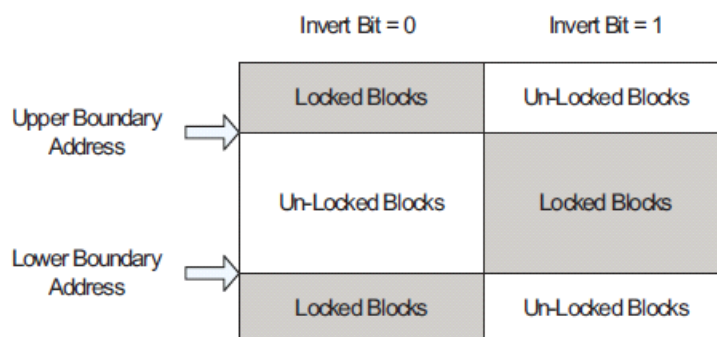 Invert Bit = 0 Invert Bit = 1
Locked Blocks Un-Locked Blocks
Upper Boundary
Address
Un-Locked Blocks Locked Blocks
Lower Boundary
Address
Locked Blocks Un-Locked Blocks